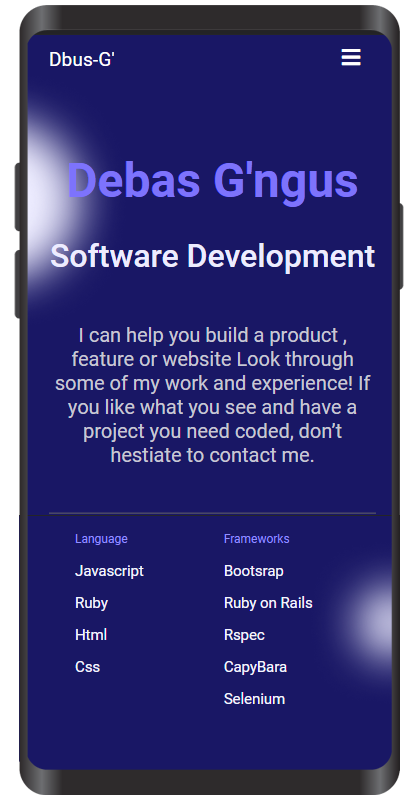 Dbus-G'
Debas G'ngus
Software Development
I can help you build a product ,
feature or website Look through
some of my work and experience! If
you like what you see and have a
project you need coded, don’t
hestiate to contact me.
Language
Frameworks
Javascript
Bootsrap
Ruby
Ruby on Rails
Html
Rspec
Css
CapyBara
Selenium